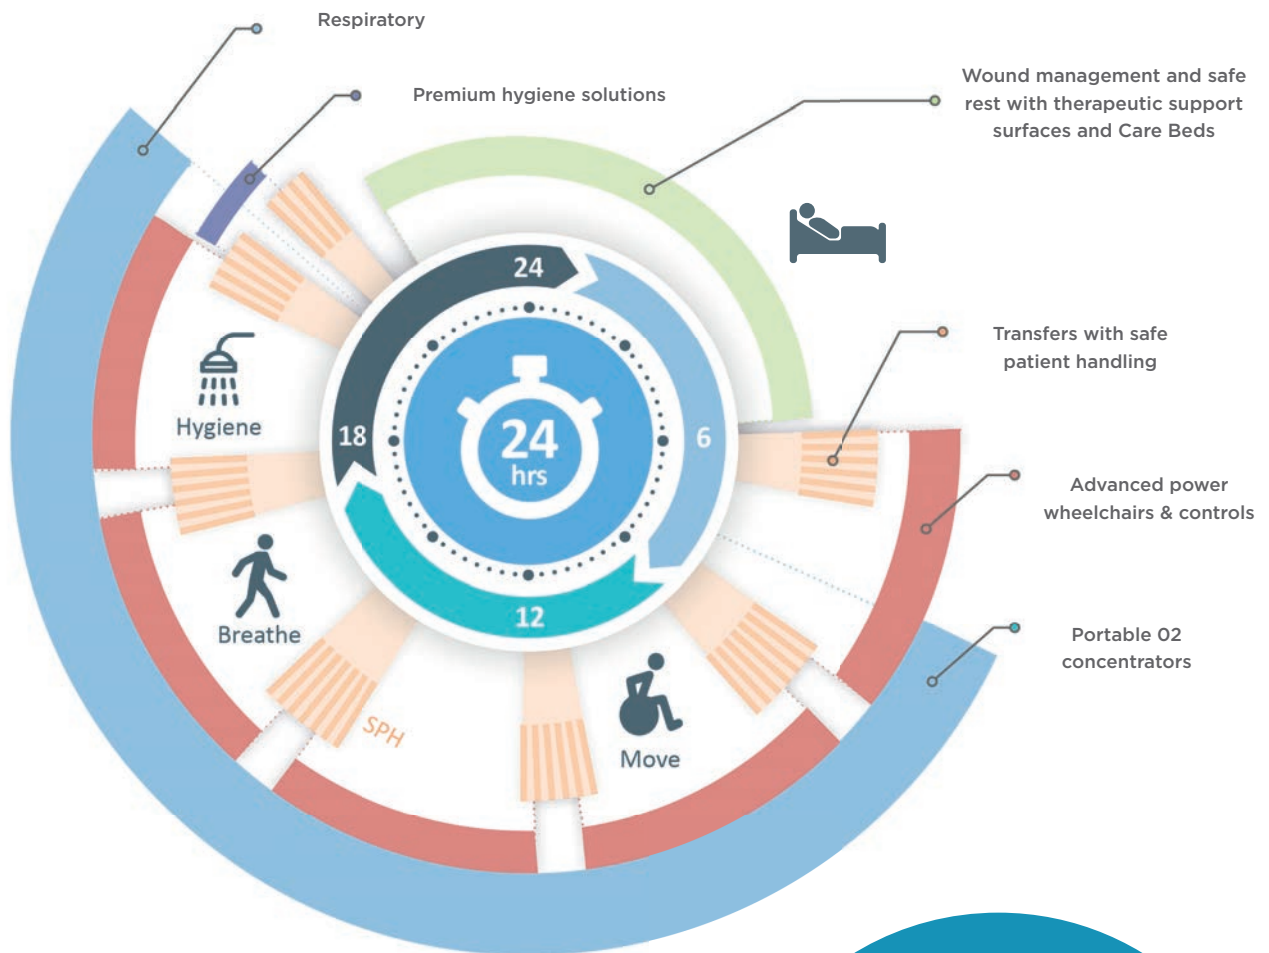 Respiratory
Premium hygiene solutions
Wound management and safe
rest with therapeutic support
surfaces and Care Beds
Transfers with safe
patient handling
Advanced power
wheelchairs & controls
Portable 02
concentrators
24
6
12
18
24
hrs
Hygiene
Breathe
SPH
Move